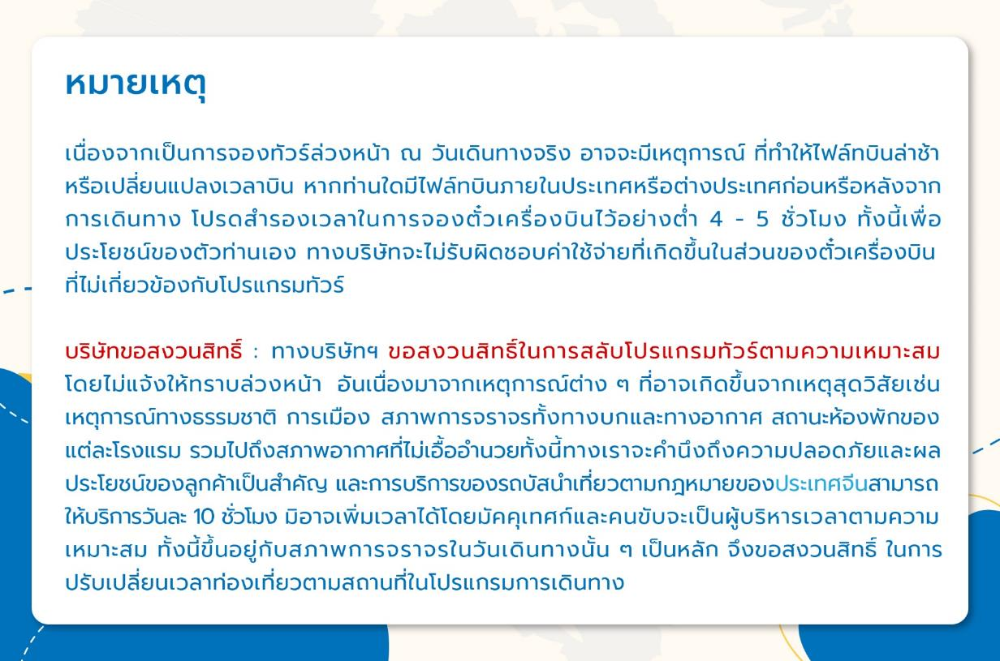 หมายเหตุ
เนื่องจากเป็นการจองทัวร์ล่วงหน้า ณ วันเดินทางจริง อาจจะมีเหตุการณ์ ที่ทำให้ไฟล์ทบินล่าช้า
หรือเปลี่ยนแปลงเวลาบิน หากท่านใดมีไฟล์ทบินภายในประเทศหรือต่างประเทศก่อนหรือหลังจาก
การเดินทาง โปรดสำรองเวลาในการจองตั๋วเครื่องบินไว้อย่างต่ำ 4 - 5 ชั่วโมง ทั้งนี้เพื่อ
ประโยชน์ของตัวท่านเอง ทางบริษัทจะไม่รับผิดชอบค่าใช้จ่ายที่เกิดขึ้นในส่วนของตั๋วเครื่องบิน
ที่ไม่เกี่ยวข้องกับโปรแกรมทัวร์
บริษัทขอสงวนสิทธิ์ : ทางบริษัทฯ ขอสงวนสิทธิ์ในการสลับโปรแกรมทัวร์ตามความเหมาะสม
โดยไม่แจ้งให้ทราบล่วงหน้า อันเนื่องมาจากเหตุการณ์ต่าง ๆ ที่อาจเกิดขึ้นจากเหตุสุดวิสัยเช่น
เหตุการณ์ทางธรรมชาติ การเมือง สภาพการจราจรทั้งทางบกและทางอากาศ สถานะห้องพักของ
แต่ละโรงแรม รวมไปถึงสภาพอากาศที่ไม่เอื้ออำนวยทั้งนี้ทางเราจะคำนึงถึงความปลอดภัยและผล
ประโยชน์ของลูกค้าเป็นสำคัญ และการบริการของรถบัสนำเที่ยวตามกฎหมายของประเทศจีนสามารถ
ให้บริการวันละ 10 ชั่วโมง มิอาจเพิ่มเวลาได้โดยมัคคุเทศก์และคนขับจะเป็นผู้บริหารเวลาตามความ
เหมาะสม ทั้งนี้ขึ้นอยู่กับสภาพการจราจรในวันเดินทางนั้น ๆ เป็นหลัก จึงขอสงวนสิทธิ์ ในการ
ปรับเปลี่ยนเวลาท่องเที่ยวตามสถานที่ในโปรแกรมการเดินทาง